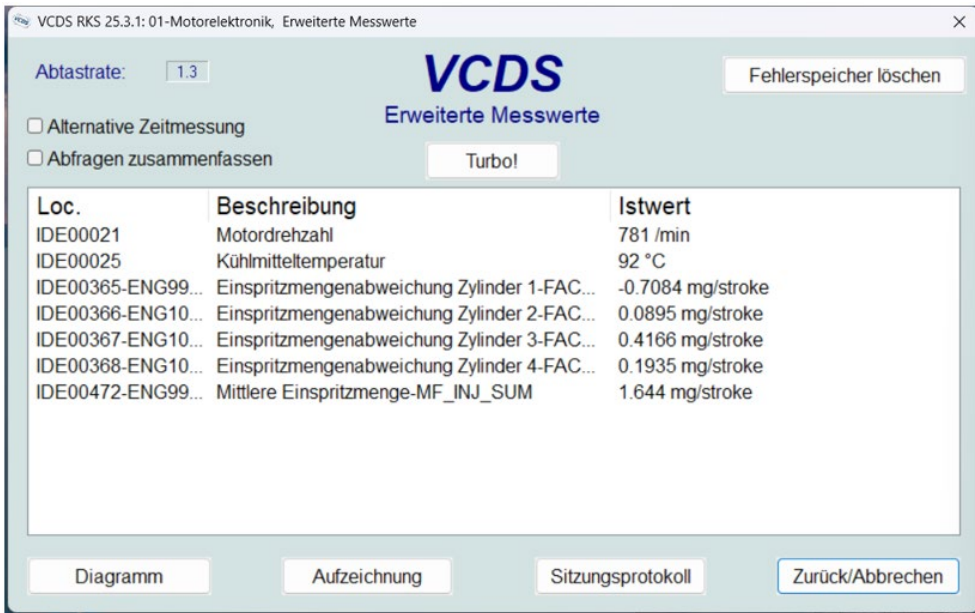 VCDS RKS 25.3.1: 01-Motorelektronik, Erweiterte Messwerte
Abtastrate: 1.3
VCDS
Fehlerspeicher löschen
Erweiterte Messwerte
Alternative Zeitmessung
Abfragen zusammenfassen
Turbo!
Loc. Beschreibung Istwert
IDE00021 Motordrehzahl 781 /min
IDE00025 Kühlmitteltemperatur 92 °C
IDE00365-ENG99... Einspritzmengenabweichung Zylinder 1-FAC... -0.7084 mg/stroke
IDE00366-ENG10... Einspritzmengenabweichung Zylinder 2-FAC... 0.0895 mg/stroke
IDE00367-ENG10... Einspritzmengenabweichung Zylinder 3-FAC... 0.4166 mg/stroke
IDE00368-ENG10... Einspritzmengenabweichung Zylinder 4-FAC... 0.1935 mg/stroke
IDE00472-ENG99... Mittlere Einspritzmenge-MF_INJ_SUM 1.644 mg/stroke
Diagramm Aufzeichnung Sitzungsprotokoll Zurück/Abbrechen